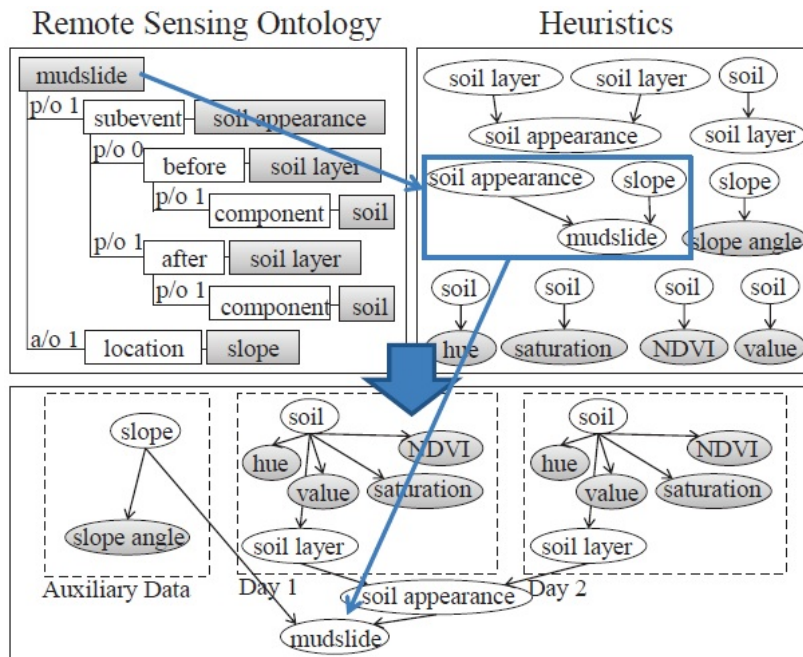 Remote Sensing Ontology
Heuristics
mudslide
p/o 1
subevent
soil appearance
p/o 0
before
soil layer
p/o 1
component
soil
p/o 1
after
soil layer
p/o 1
component
soil
a/o 1
location
slope
soil layer
soil layer
soil
soil appearance
soil layer
soil appearance
slope
slope
mudslide
slope angle
soil
soil
soil
soil
hue
saturation
NDVI
value
slope
slope angle
Auxiliary Data
soil
hue
NDVI
value
saturation
soil layer
Day 1
soil
hue
NDVI
value
saturation
soil layer
Day 2
soil appearance
mudslide